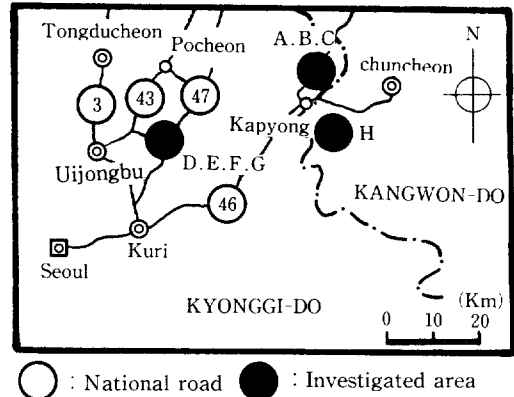 Tongducheon
Pocheon
A.B.C
chuncheon
N
3
43
47
Kapyong
H
Uijongbu
D.E.F.G
46
KANGWON-DO
Kuri
Seoul
KYONGGI-DO
(Km)
0 10 20
: National road : Investigated area